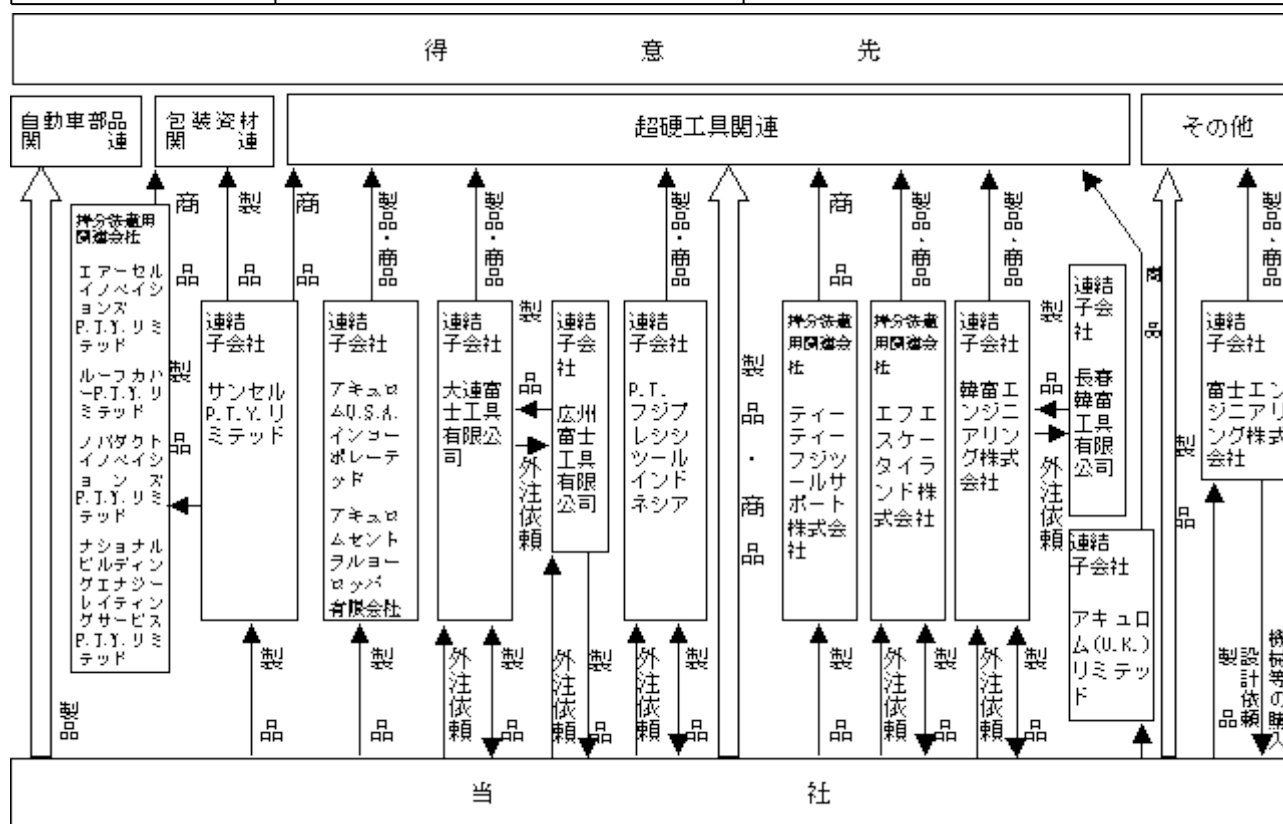 得意先
自動車部品
関連
包装資材
関連
超硬工具関連
その他
商品
製品
商品
製品・商品
製品・商品
製品・商品
商品
製品・商品
製品・商品
商品
製品・商品
持分法適用
関連会社
エアーセル
イノベイシ
ョンズ
P.T.Y.リミ
テッド
ルーフカバ
ーP.T.Y.リ
ミテッド
ノバダクト
イノベイシ
ョンズ
P.T.Y.リミ
テッド
ナショナル
ビルディン
グエナジー
レイティン
グサービス
P.T.Y.リミ
テッド
製品
連結
子会社
サンセル
P.T.Y.リ
ミテッド
連結
子会社
アキュロ
ムU.S.A.
インコー
ポレーテ
ッド
アキュロ
ムセント
ラルヨー
ロッパ
有限会社
連結
子会社
大連富
士工具
有限公
司
製品
外注依頼
連結
子会
社
広州
富士
工具
有限
公司
連結
子会社
P.T.
フジプ
レシシ
ツール
インド
ネシア
製品・商品
持分法適
用関連会
社
ティー
ティー
フジツ
ールサ
ポート
株式会
社
持分法適
用関連会
社
エフエ
スケー
タイラ
ンド株
式会社
連結
子会社
韓富エ
ンジニ
アリン
グ株式
会社
製品
外注依頼
連結
子会
社
長春
韓富
工具
有限
公司
連結
子会社
アキュロ
ム(U.K.)
リミテッ
ド
製品
連結
子会社
富士エン
ジニアリ
ング株式
会社
製品
製品
製品
外注依頼
製品
外注依頼
製品
外注依頼
製品
製品
外注依頼
製品
外注依頼
製品
製品
設計依頼
機械等の購入
当社